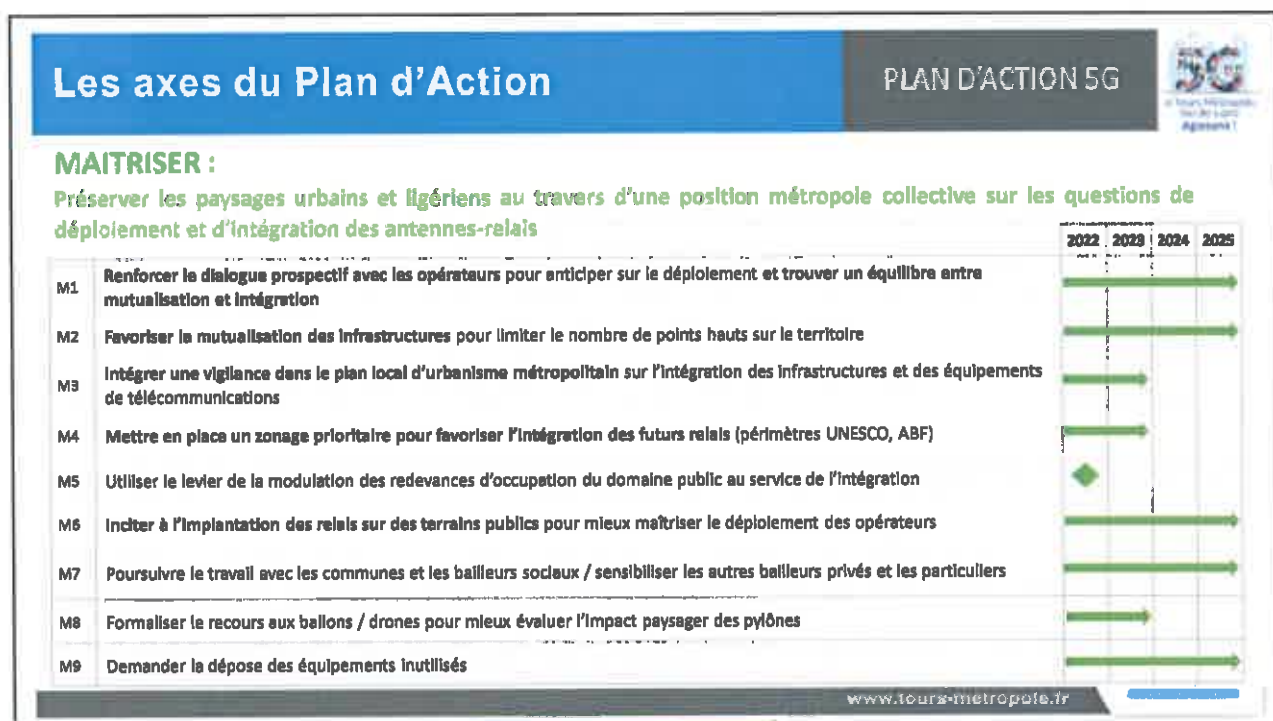 Les axes du Plan d'Action
PLAN D'ACTION 5G
5G
Tours Métropole
Val de Loire
MAITRISER :
Préserver les paysages urbains et ligériens au travers d'une position métropole collective sur les questions de
déploiement et d'intégration des antennes-relais
2022 2023 2024 2025
M1 Renforcer le dialogue prospectif avec les opérateurs pour anticiper sur le déploiement et trouver un équilibre entre
mutualisation et intégration
M2 Favoriser la mutualisation des infrastructures pour limiter le nombre de points hauts sur le territoire
M3 Intégrer une vigilance dans le plan local d'urbanisme métropolitain sur l'intégration des infrastructures et des équipements
de télécommunications
M4 Mettre en place un zonage prioritaire pour favoriser l'intégration des futurs relais (périmètres UNESCO, ABF)
M5 Utiliser le levier de la modulation des redevances d'occupation du domaine public au service de l'intégration
M6 Inciter à l'implantation des relais sur des terrains publics pour mieux maîtriser le déploiement des opérateurs
M7 Poursuivre le travail avec les communes et les bailleurs sociaux / sensibiliser les autres bailleurs privés et les particuliers
M8 Formaliser le recours aux ballons / drones pour mieux évaluer l'impact paysager des pylônes
M9 Demander la dépose des équipements inutilisés
www.tours-metropole.fr